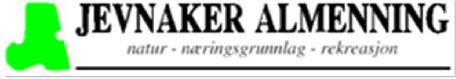 JEVNAKER ALMENNING
natur - næringsgrunnlag - rekreasjon